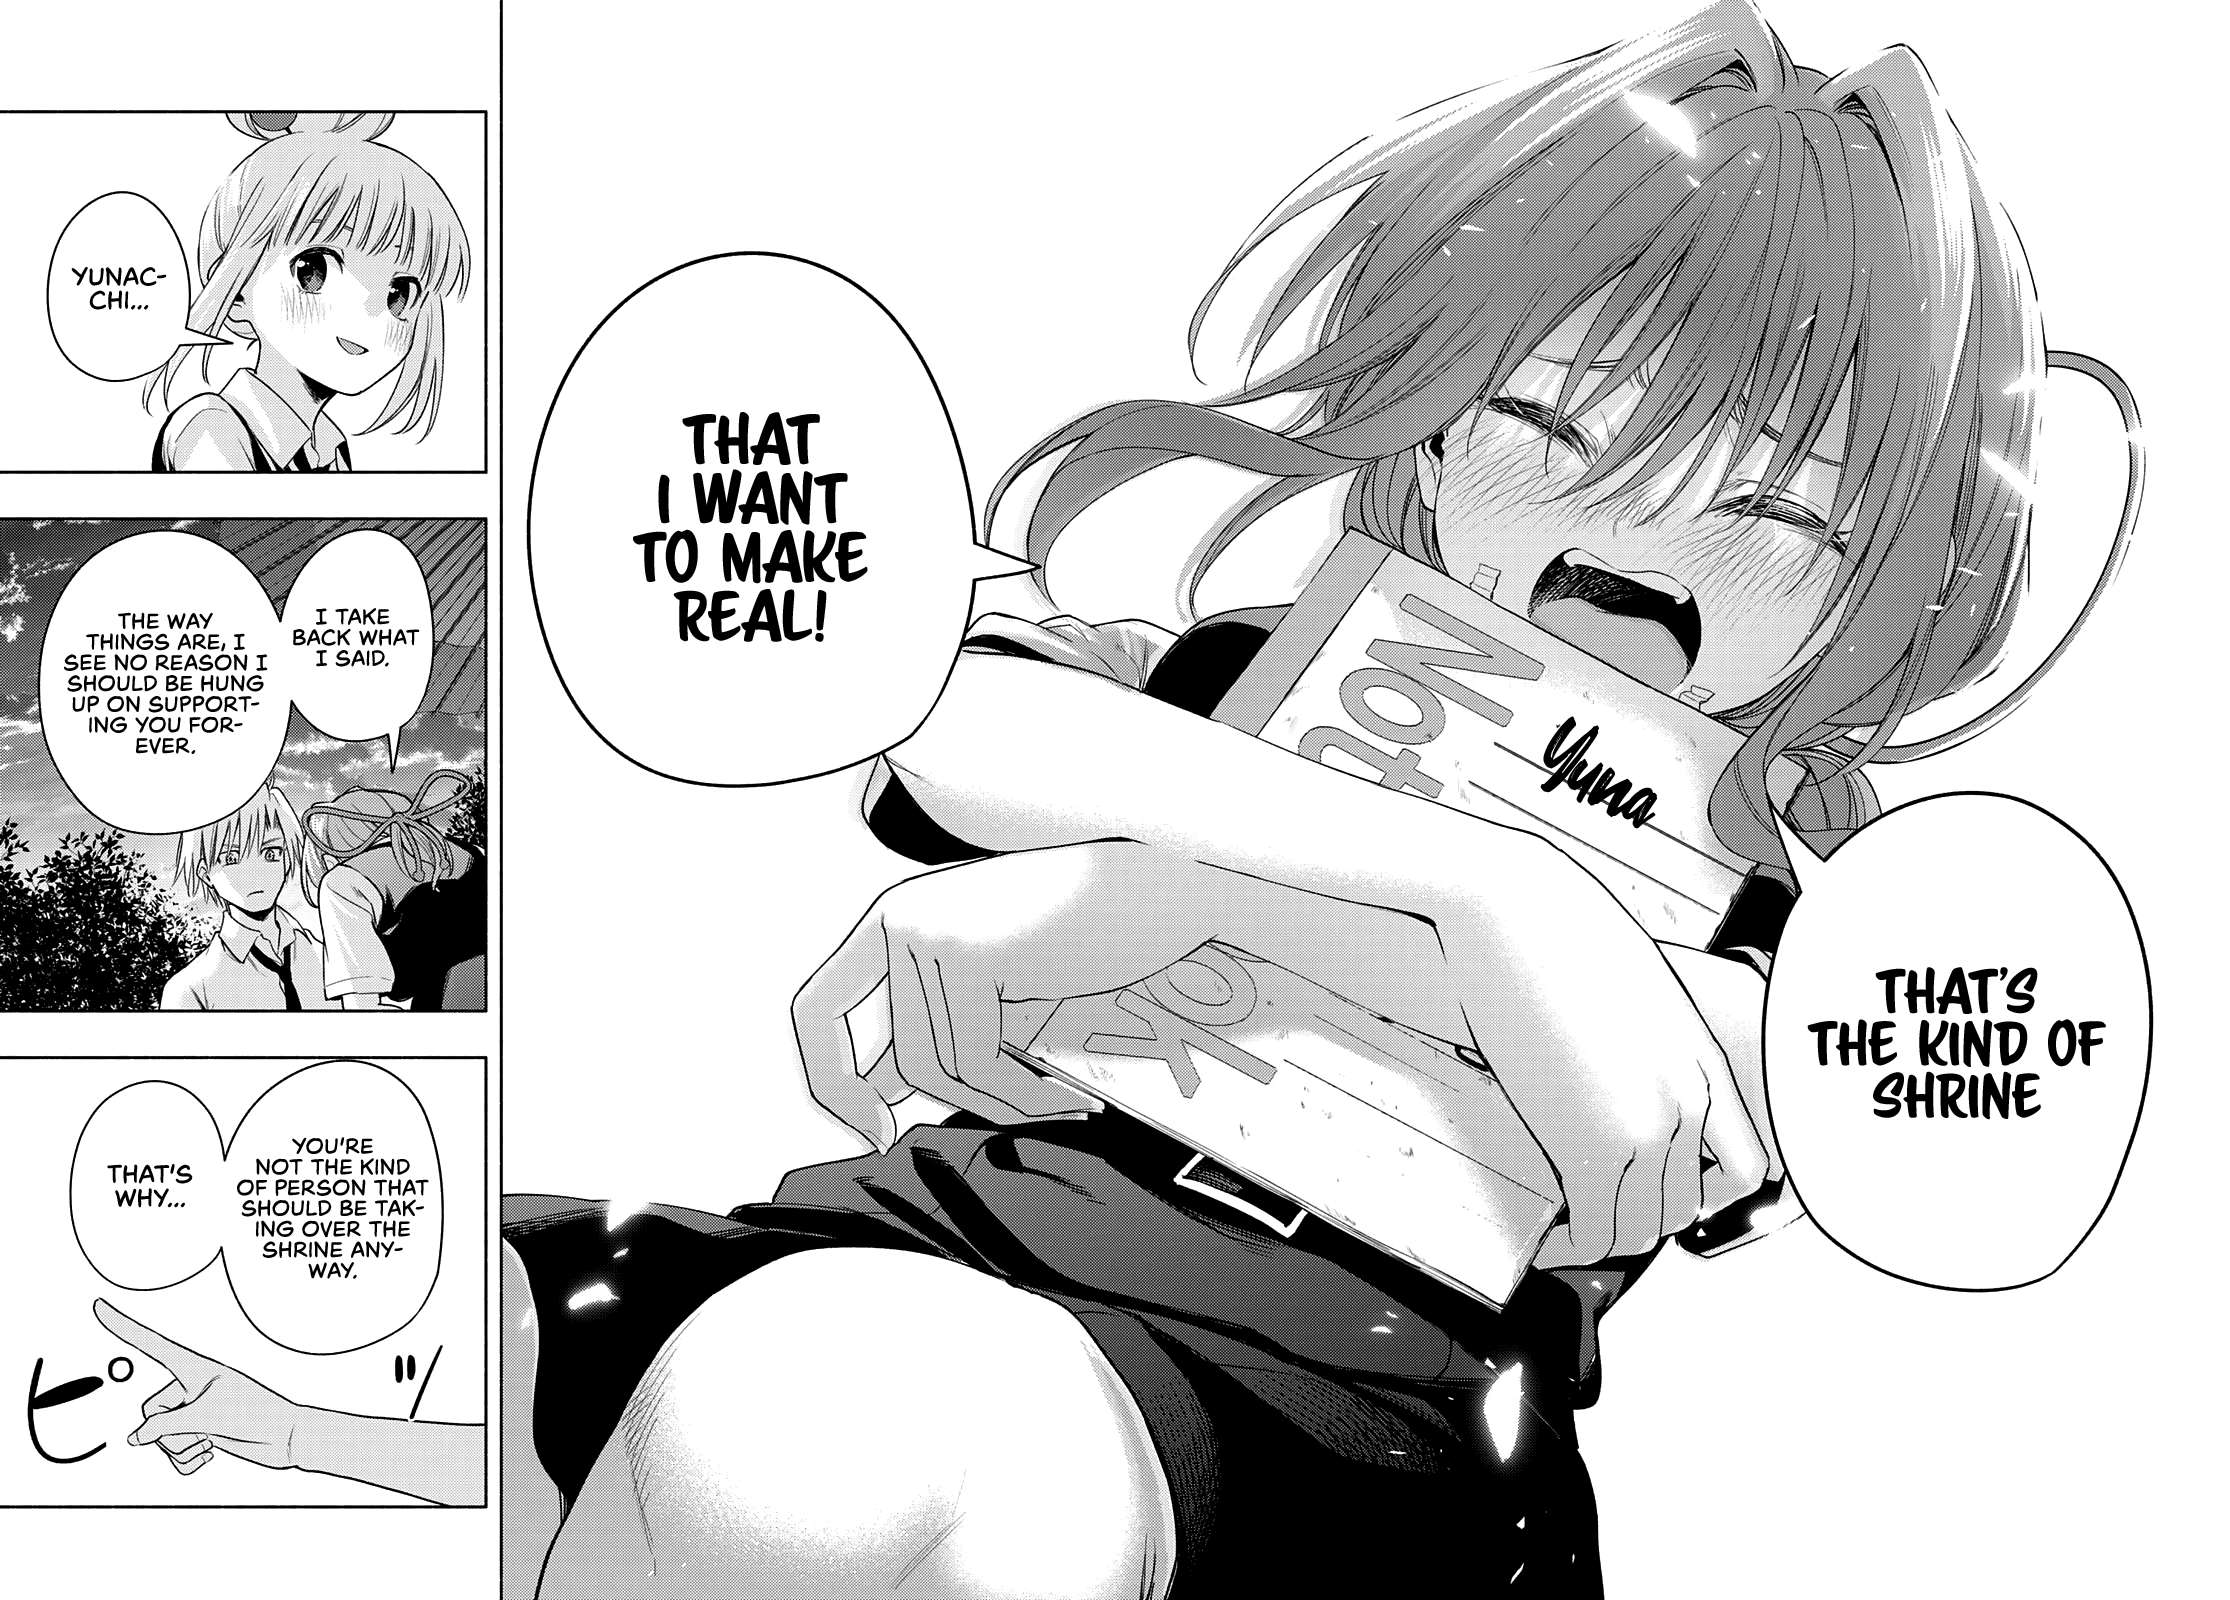 THAT'S
THE KIND OF
SHRINE
THAT
I WANT
TO MAKE
REAL!
Note
Yuna
YUNAC-
CHI...
I TAKE
BACK WHAT
I SAID.
THE WAY
THINGS ARE, I
SEE NO REASON I
SHOULD BE HUNG
UP ON SUPPORT-
ING YOU FOR-
EVER.
YOU'RE
NOT THE KIND
OF PERSON THAT
SHOULD BE TAK-
ING OVER THE
SHRINE ANY-
WAY.
THAT'S
WHY...
ピッ